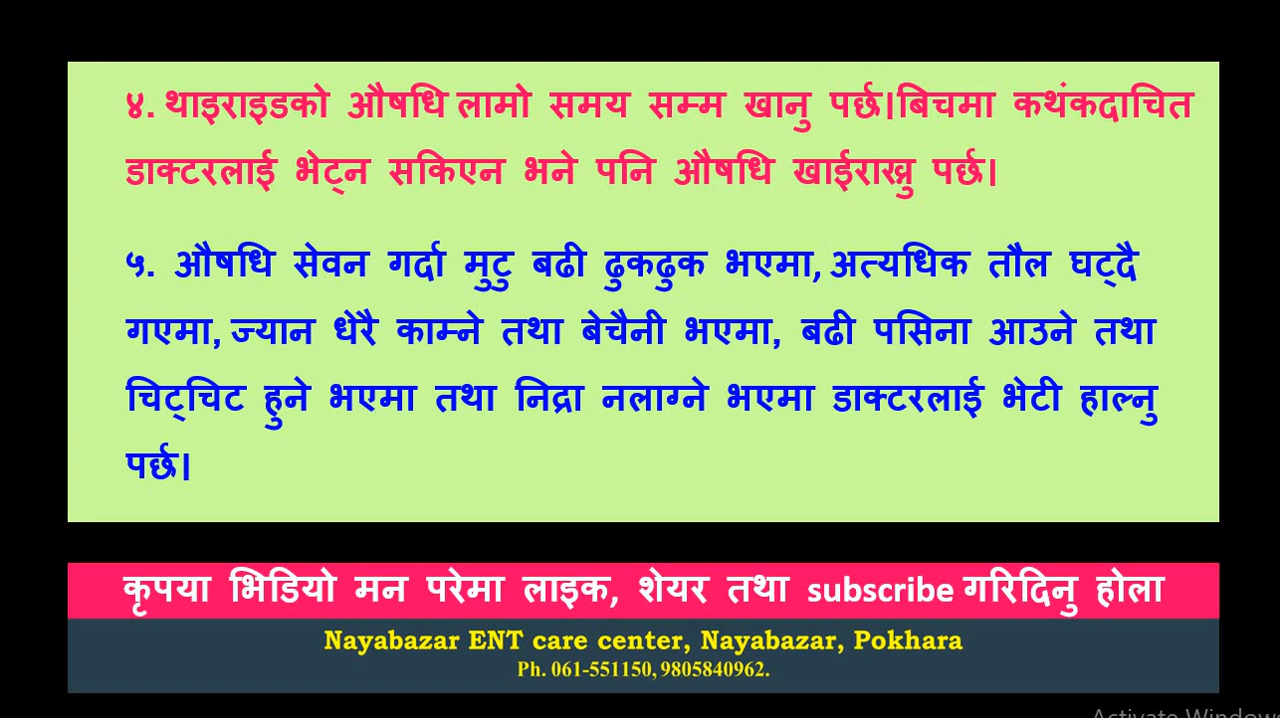 ४. थाइराइडको औषधि लामो समय सम्म खानु पर्छ।बिचमा कथंकदाचित
डाक्टरलाई भेट्न सकिएन भने पनि औषधि खाईराख्नु पर्छ।
५. औषधि सेवन गर्दा मुटु बढी ढुकढुक भएमा, अत्यधिक तौल घट्दै
गएमा, ज्यान धेरै काम्ने तथा बेचैनी भएमा, बढी पसिना आउने तथा
चिट्चिट हुने भएमा तथा निद्रा नलाग्ने भएमा डाक्टरलाई भेटी हाल्नु
पर्छ।
कृपया भिडियो मन परेमा लाइक, शेयर तथा subscribe गरिदिनु होला
Nayabazar ENT care center, Nayabazar, Pokhara
Ph. 061-551150, 9805840962.